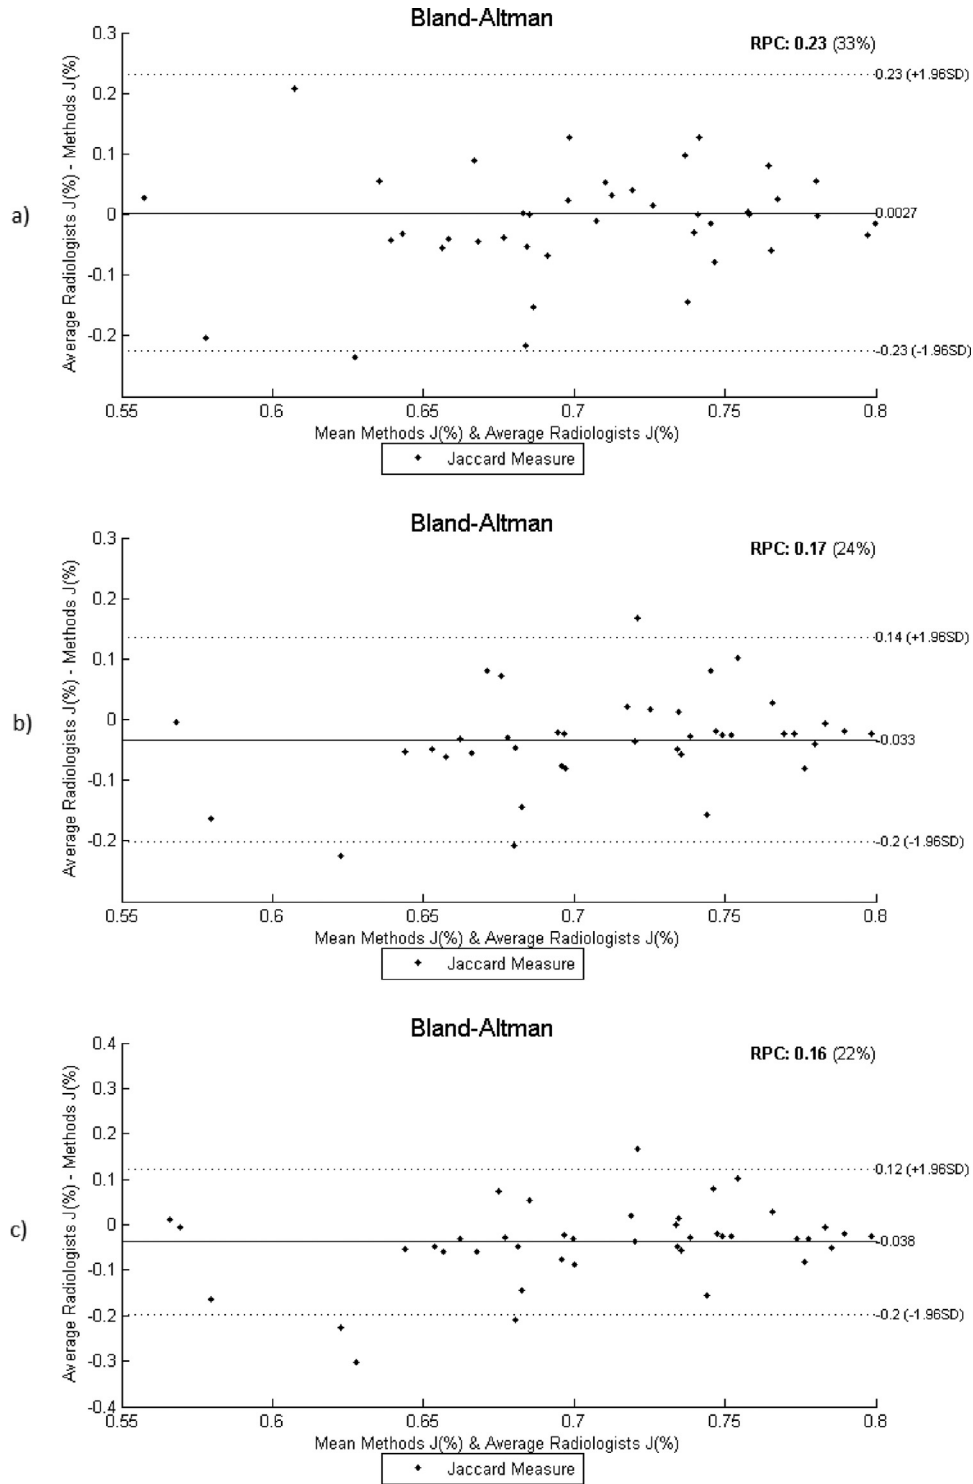 Bland-Altman
RPC: 0.23 (33%)
0.3
0.2
0.1
0
-0.1
-0.2
0.23 (+1.96SD)
0.0027
-0.23 (-1.96SD)
Average Radiologists J(%) - Methods J(%)
a)
0.55 0.6 0.65 0.7 0.75 0.8
Mean Methods J(%) & Average Radiologists J(%)
Jaccard Measure
Bland-Altman
RPC: 0.17 (24%)
0.3
0.2
0.1
0
-0.1
-0.2
0.14 (+1.96SD)
-0.033
-0.2 (-1.96SD)
Average Radiologists J(%) - Methods J(%)
b)
0.55 0.6 0.65 0.7 0.75 0.8
Mean Methods J(%) & Average Radiologists J(%)
Jaccard Measure
Bland-Altman
RPC: 0.16 (22%)
0.4
0.3
0.2
0.1
0
-0.1
-0.2
-0.3
-0.4
0.12 (+1.96SD)
-0.038
-0.2 (-1.96SD)
Average Radiologists J(%) - Methods J(%)
c)
0.55 0.6 0.65 0.7 0.75 0.8
Mean Methods J(%) & Average Radiologists J(%)
Jaccard Measure